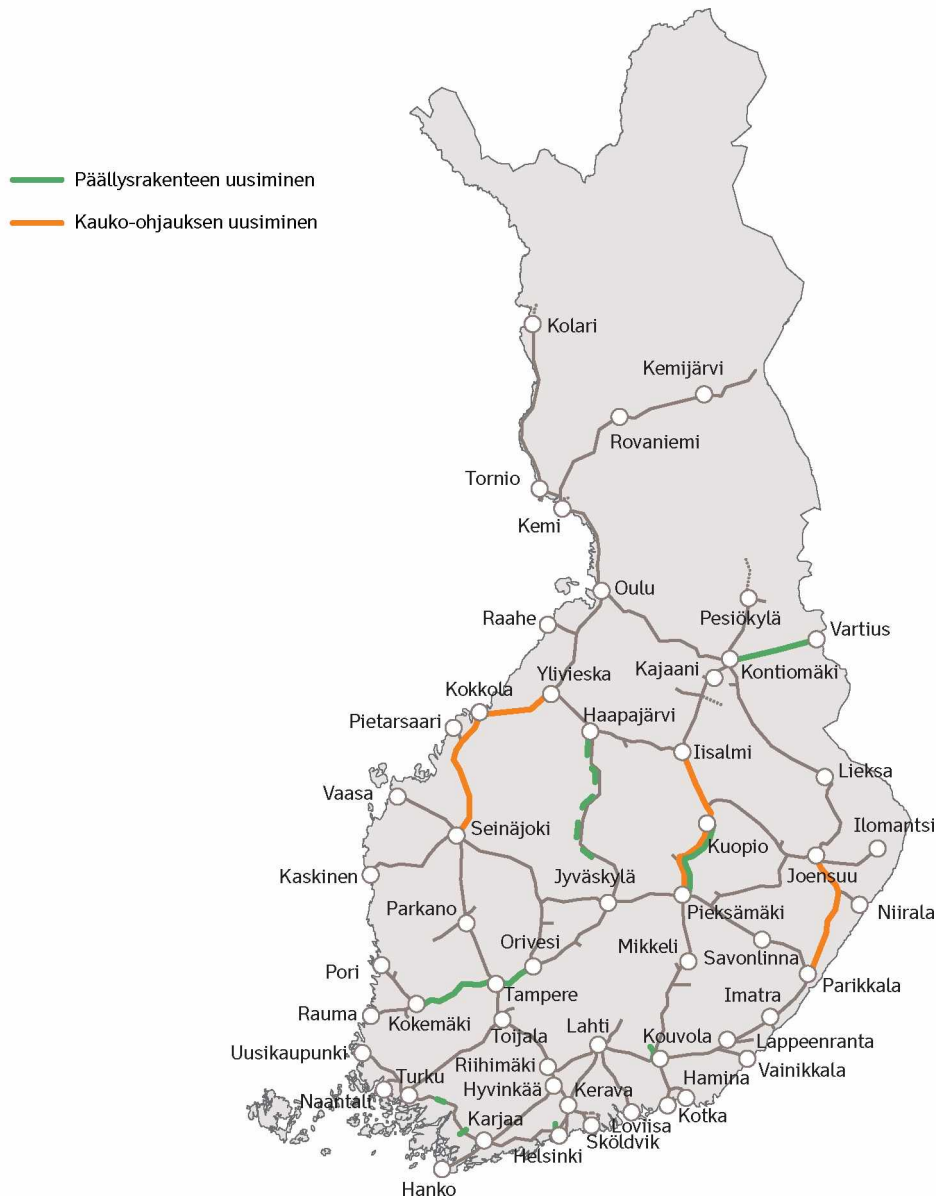 Päällysrakenteen uusiminen
Kauko-ohjauksen uusiminen
Kolari
Kemijärvi
Rovaniemi
Tornio
Kemi
Oulu
Raahe
Pesiökylä
Vartius
Kajaani
Kontiomäki
Ylivieska
Kokkola
Pietarsaari
Haapajärvi
Iisalmi
Lieksa
Vaasa
Ilomantsi
Seinäjoki
Kuopio
Kaskinen
Jyväskylä
Joensuu
Parkano
Pieksämäki
Niirala
Orivesi
Mikkeli
Savonlinna
Pori
Tampere
Parikkala
Imatra
Rauma
Kokemäki
Toijala
Lahti
Kouvola
Lappeenranta
Uusikaupunki
Riihimäki
Vainikkala
Turku
Hyvinkää
Kerava
Hamina
Naantali
Karjaa
Loviisa
Kotka
Helsinki
Sköldvik
Hanko